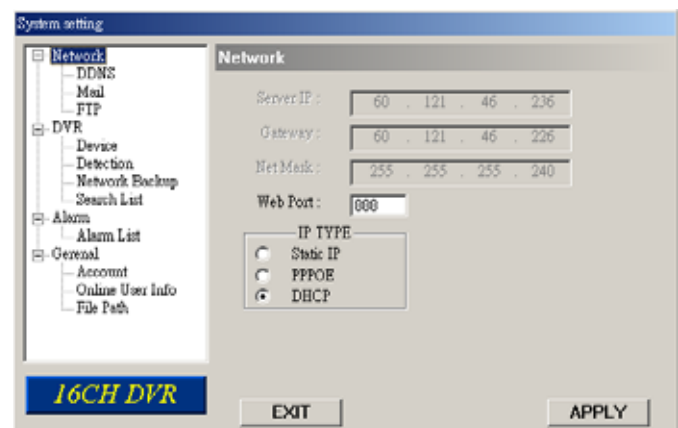 System setting
Network
DDNS
Mail
FTP
DVR
Device
Detection
Network Backup
Search List
Alarm
Alarm List
Gerenal
Account
Online User Info
File Path
16CH DVR
Network
Server IP : 60 . 121 . 46 . 236
Gateway : 60 . 121 . 46 . 226
Net Mask : 255 . 255 . 255 . 240
Web Port :
IP TYPE
Static IP
PPPOE
DHCP
EXIT
APPLY